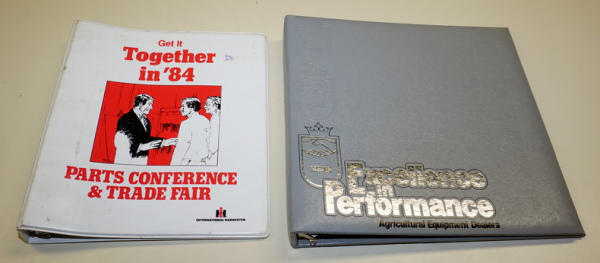 Get It
Together
in '84
PARTS CONFERENCE
& TRADE FAIR
INTERNATIONAL HARVESTER
Excellence
in
Performance
Agricultural Equipment Dealers